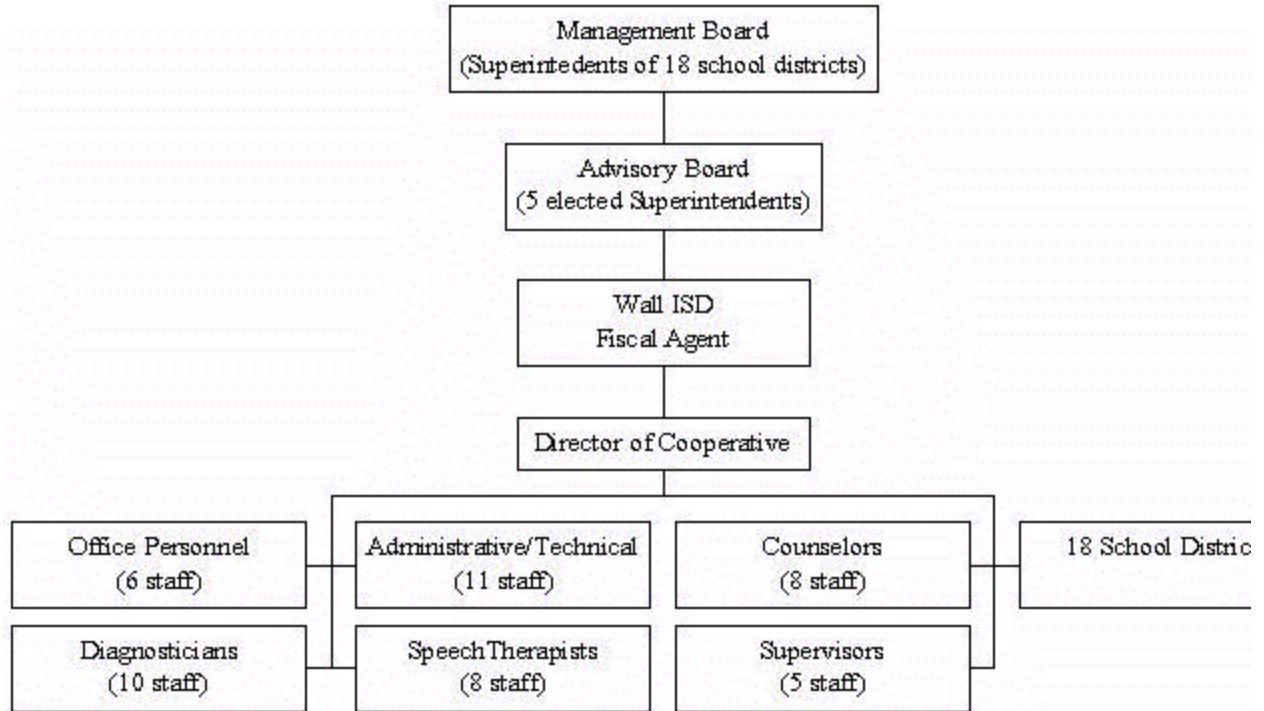 Management Board
(Superintedents of 18 school districts)
Advisory Board
(5 elected Superintendents)
Wall ISD
Fiscal Agent
Director of Cooperative
Office Personnel
(6 staff)
Administrative/Technical
(11 staff)
Counselors
(8 staff)
18 School Distric
Diagnosticians
(10 staff)
Speech Therapists
(8 staff)
Supervisors
(5 staff)